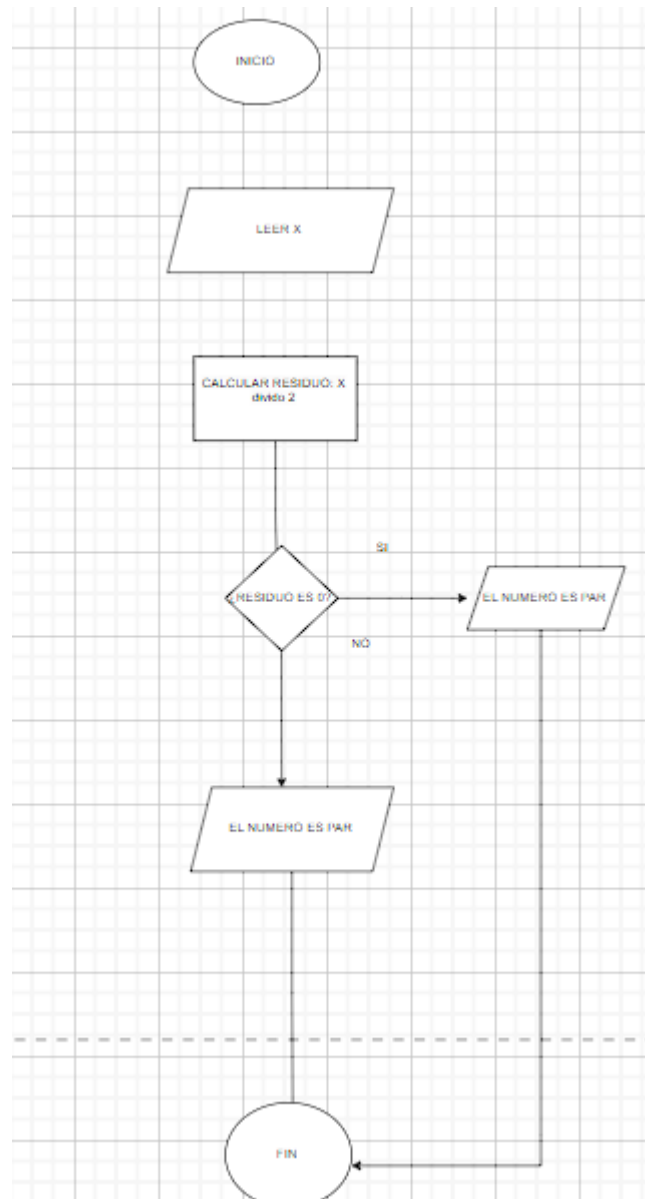 INICIO
LEER X
CALCULAR RESIDUO: X
divido 2
SI
¿RESIDUO ES 0?
EL NUMERO ES PAR
NO
EL NUMERO ES PAR
FIN